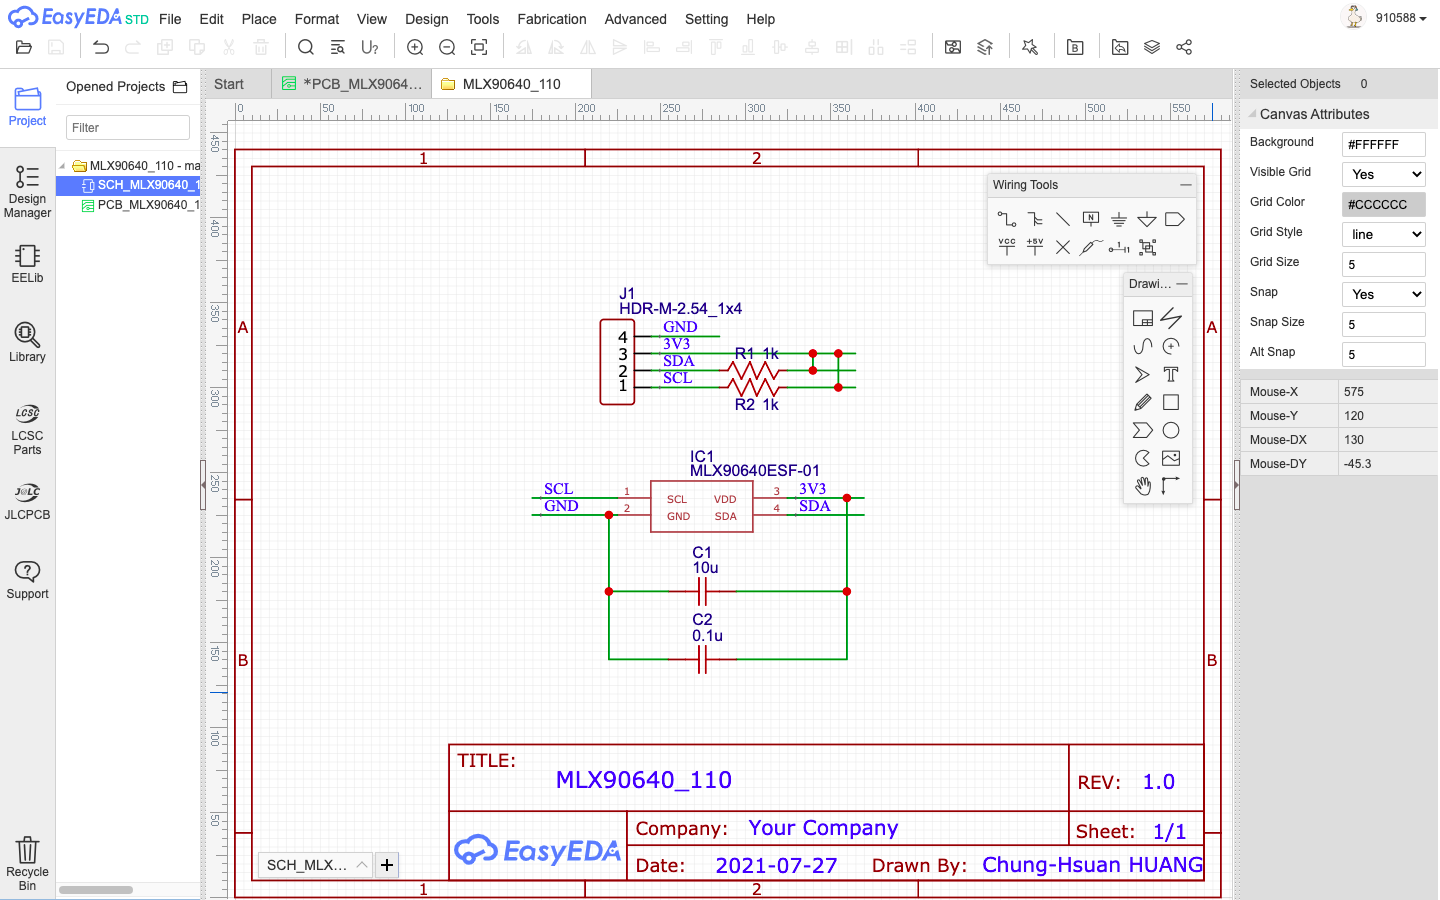 EasyEDA STD File Edit Place Format View Design Tools Fabrication Advanced Setting Help 910588
Opened Projects
Start *PCB_MLX9064... MLX90640_110
Selected Objects 0
Project
Filter
MLX90640_110 - ma
SCH_MLX90640_1
PCB_MLX90640_1
Design Manager
EELib
Library
LCSC
LCSC Parts
J@LC
JLCPCB
Support
Recycle Bin
0 50 100 150 200 250 300 350 400 450 500 550
450
400
350
300
250
200
150
100
50
1 2
A A
B B
1 2
Wiring Tools
N
VCC +5V
Drawi...
J1
HDR-M-2.54_1x4
4 GND
3 3V3
2 SDA
1 SCL
R1 1k
R2 1k
IC1
MLX90640ESF-01
SCL 1 SCL VDD 3 3V3
GND 2 GND SDA 4 SDA
C1
10u
C2
0.1u
TITLE:
MLX90640_110
REV: 1.0
EasyEDA
Company: Your Company
Sheet: 1/1
Date: 2021-07-27 Drawn By: Chung-Hsuan HUANG
SCH_MLX...
Canvas Attributes
Background #FFFFFF
Visible Grid Yes
Grid Color #CCCCCC
Grid Style line
Grid Size 5
Snap Yes
Snap Size 5
Alt Snap 5
Mouse-X 575
Mouse-Y 120
Mouse-DX 130
Mouse-DY -45.3